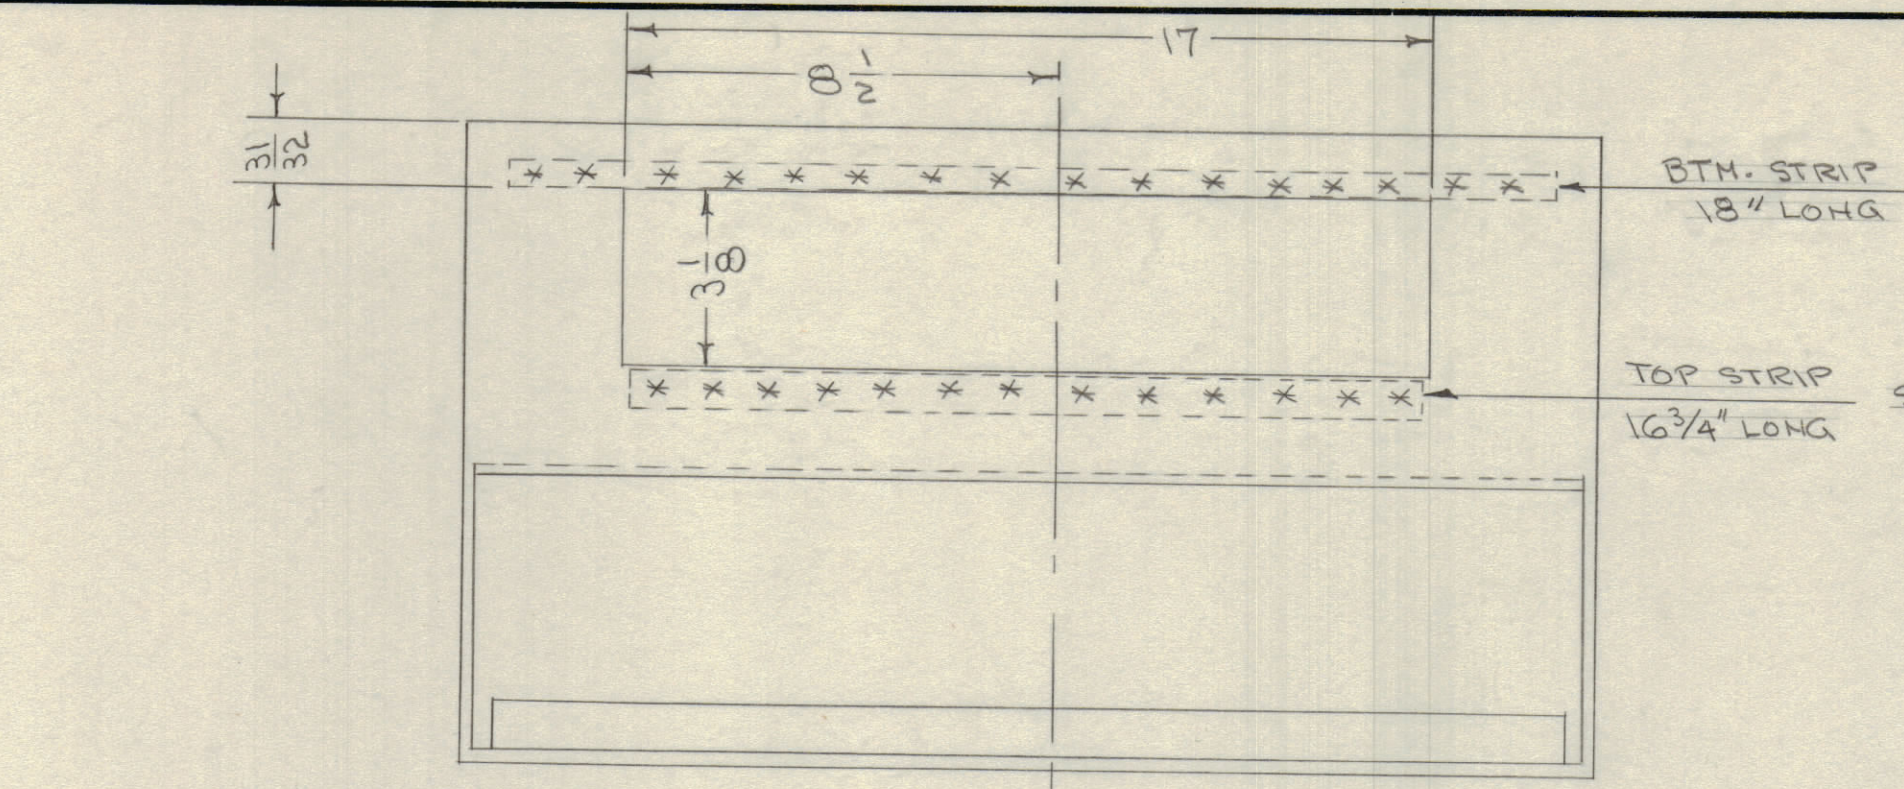 17
8 1/2
31/32
BTM. STRIP
18" LONG
3 1/8
TOP STRIP
16 3/4" LONG